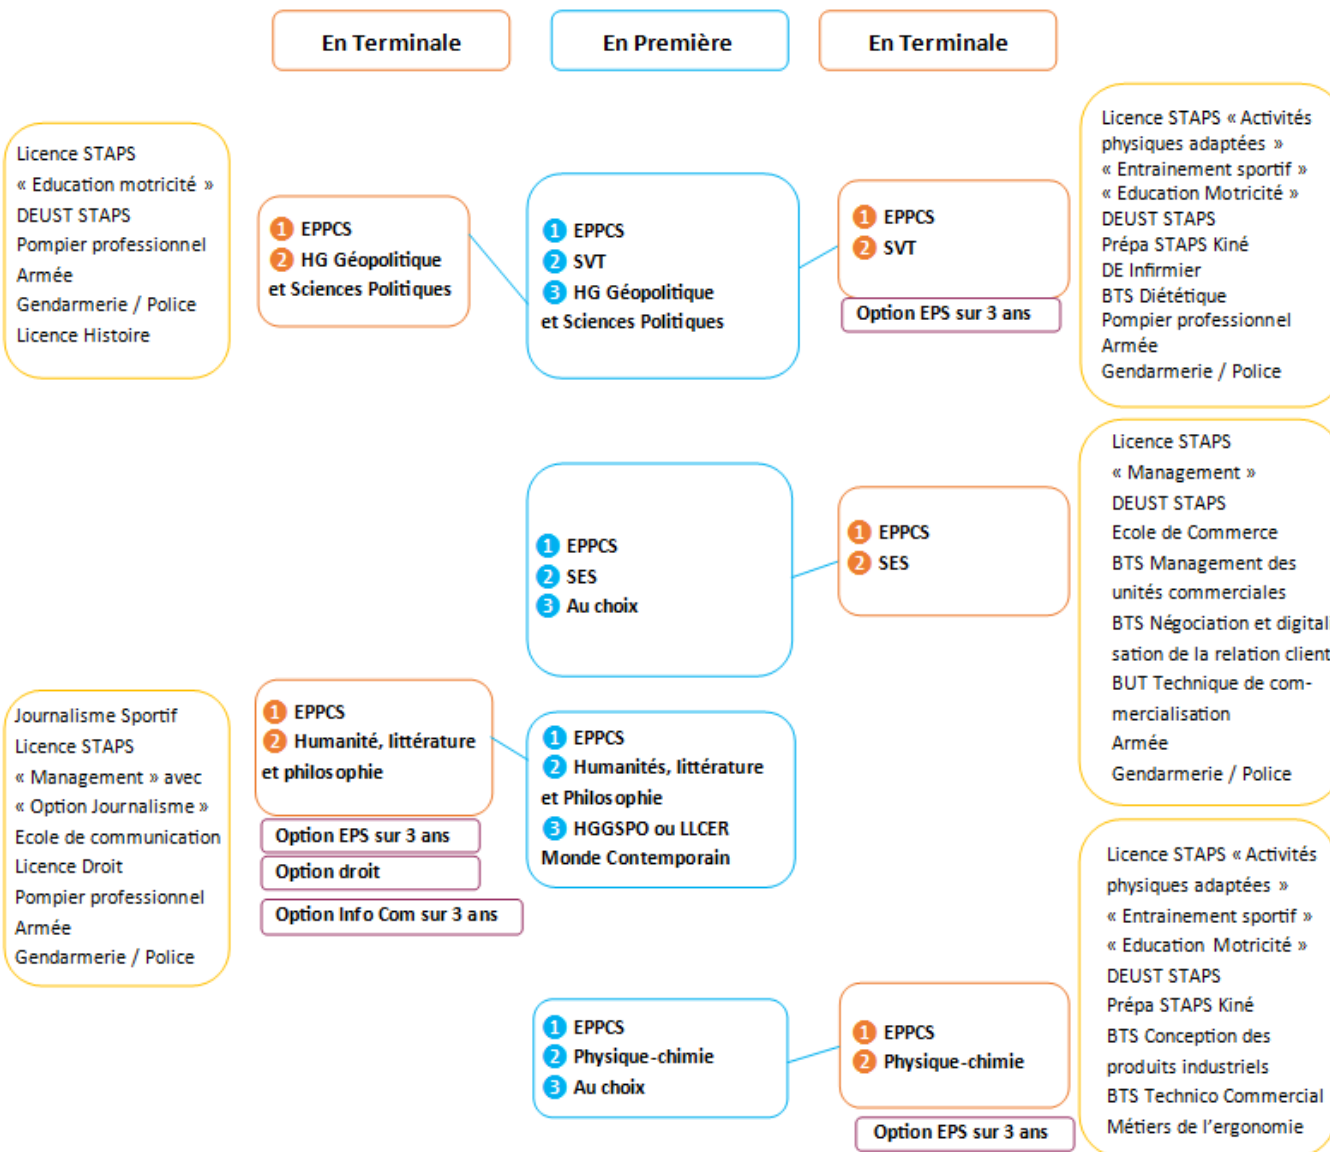 En Terminale
En Première
En Terminale
Licence STAPS
« Education motricité »
DEUST STAPS
Pompier professionnel
Armée
Gendarmerie / Police
Licence Histoire
1 EPPCS
2 HG Géopolitique
et Sciences Politiques
1 EPPCS
2 SVT
3 HG Géopolitique
et Sciences Politiques
1 EPPCS
2 SVT
Option EPS sur 3 ans
Licence STAPS « Activités
physiques adaptées »
« Entrainement sportif »
« Education Motricité »
DEUST STAPS
Prépa STAPS Kiné
DE Infirmier
BTS Diététique
Pompier professionnel
Armée
Gendarmerie / Police
1 EPPCS
2 SES
3 Au choix
1 EPPCS
2 SES
Licence STAPS
« Management »
DEUST STAPS
Ecole de Commerce
BTS Management des
unités commerciales
BTS Négociation et digital
sation de la relation client
BUT Technique de com-
mercialisation
Armée
Gendarmerie / Police
Journalisme Sportif
Licence STAPS
« Management » avec
« Option Journalisme »
Ecole de communication
Licence Droit
Pompier professionnel
Armée
Gendarmerie / Police
1 EPPCS
2 Humanité, littérature
et philosophie
Option EPS sur 3 ans
Option droit
Option Info Com sur 3 ans
1 EPPCS
2 Humanités, littérature
et Philosophie
3 HGGSPO ou LLCER
Monde Contemporain
1 EPPCS
2 Physique-chimie
3 Au choix
1 EPPCS
2 Physique-chimie
Option EPS sur 3 ans
Licence STAPS « Activités
physiques adaptées »
« Entrainement sportif »
« Education Motricité »
DEUST STAPS
Prépa STAPS Kiné
BTS Conception des
produits industriels
BTS Technico Commercial
Métiers de l'ergonomie